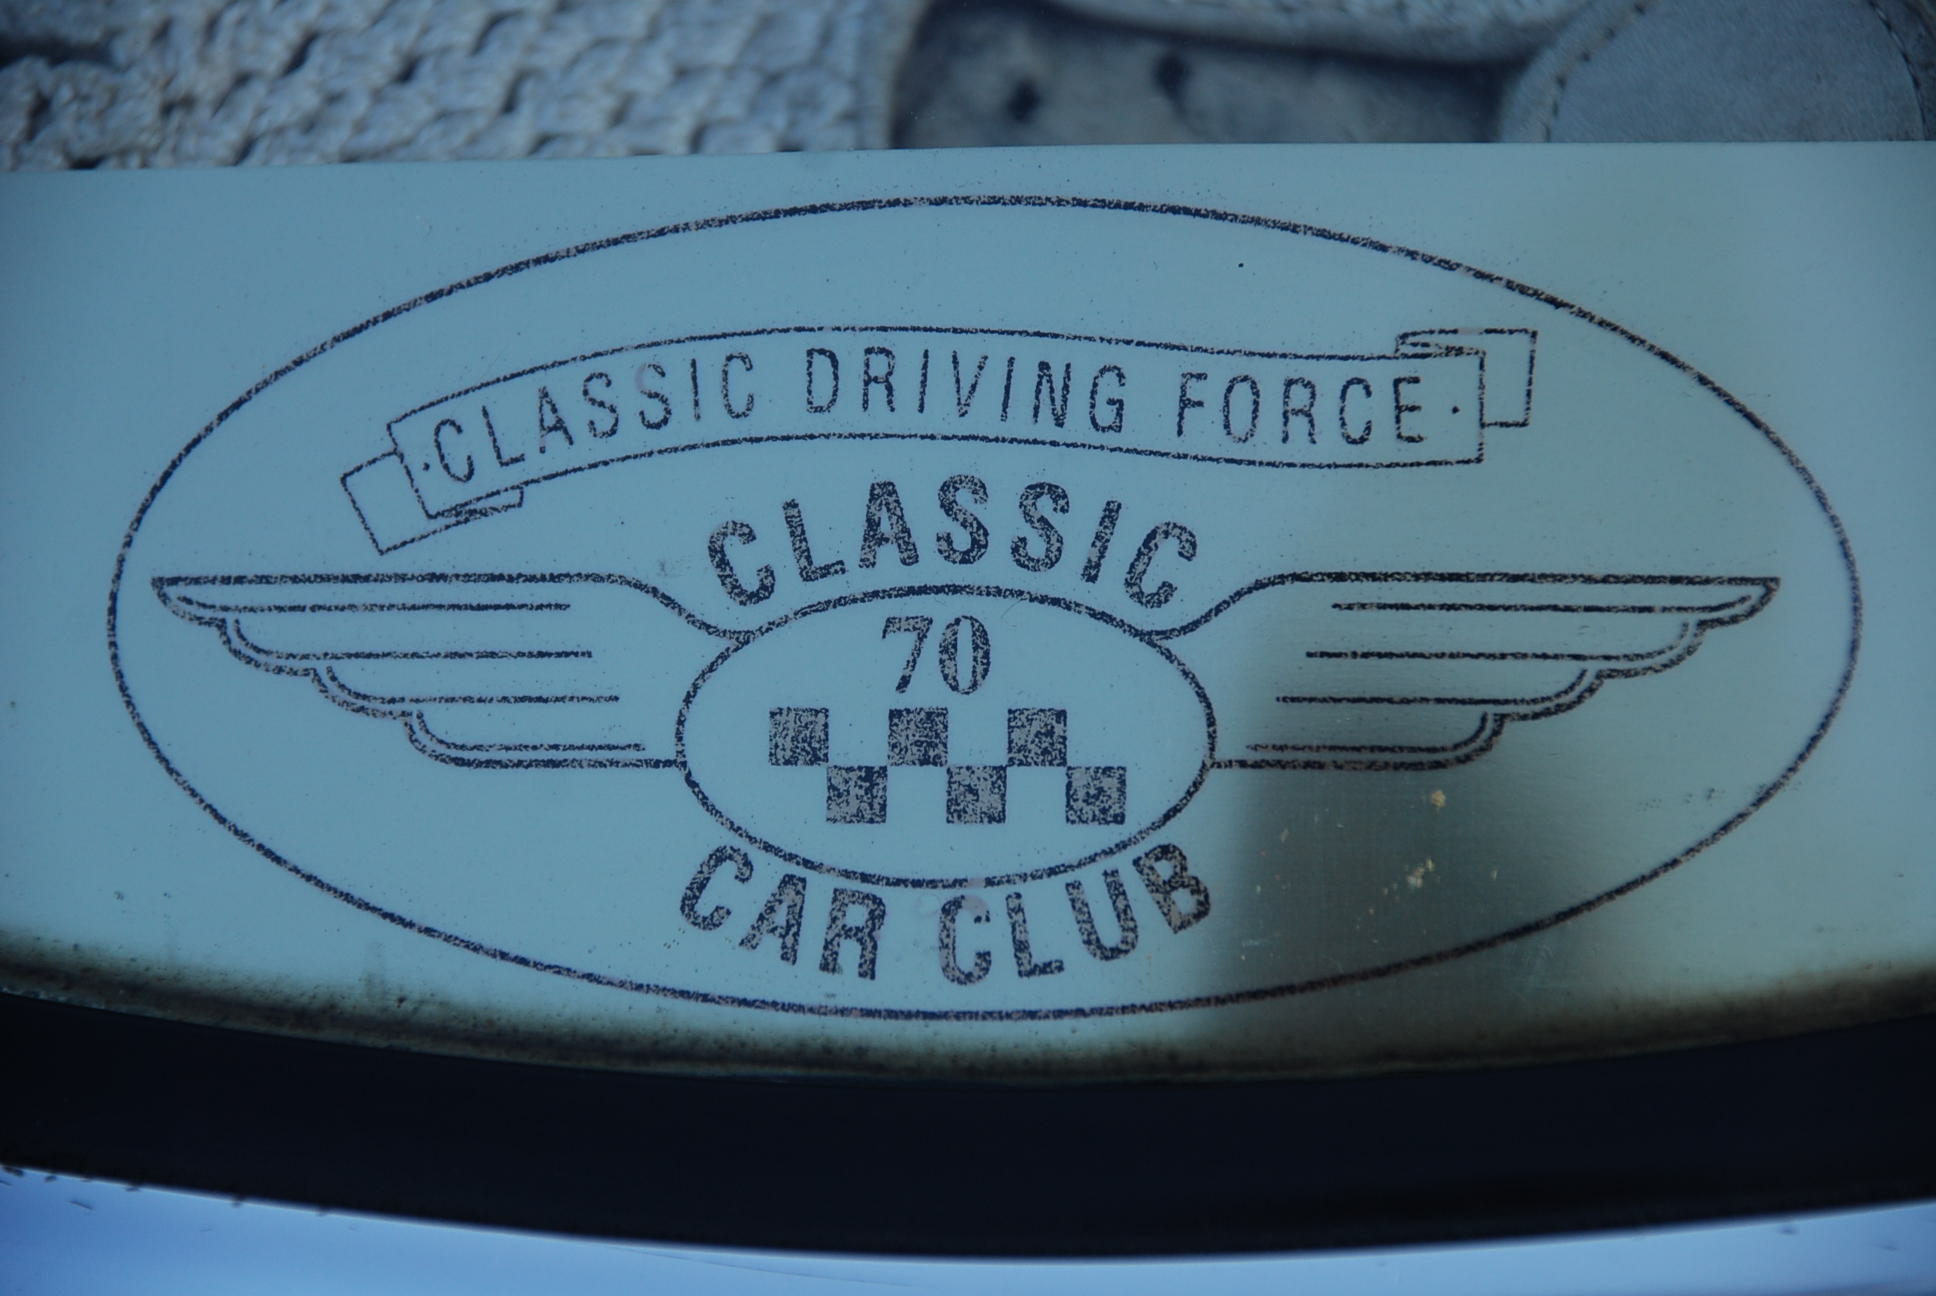 ·CLASSIC DRIVING FORCE·
CLASSIC
70
CAR CLUB